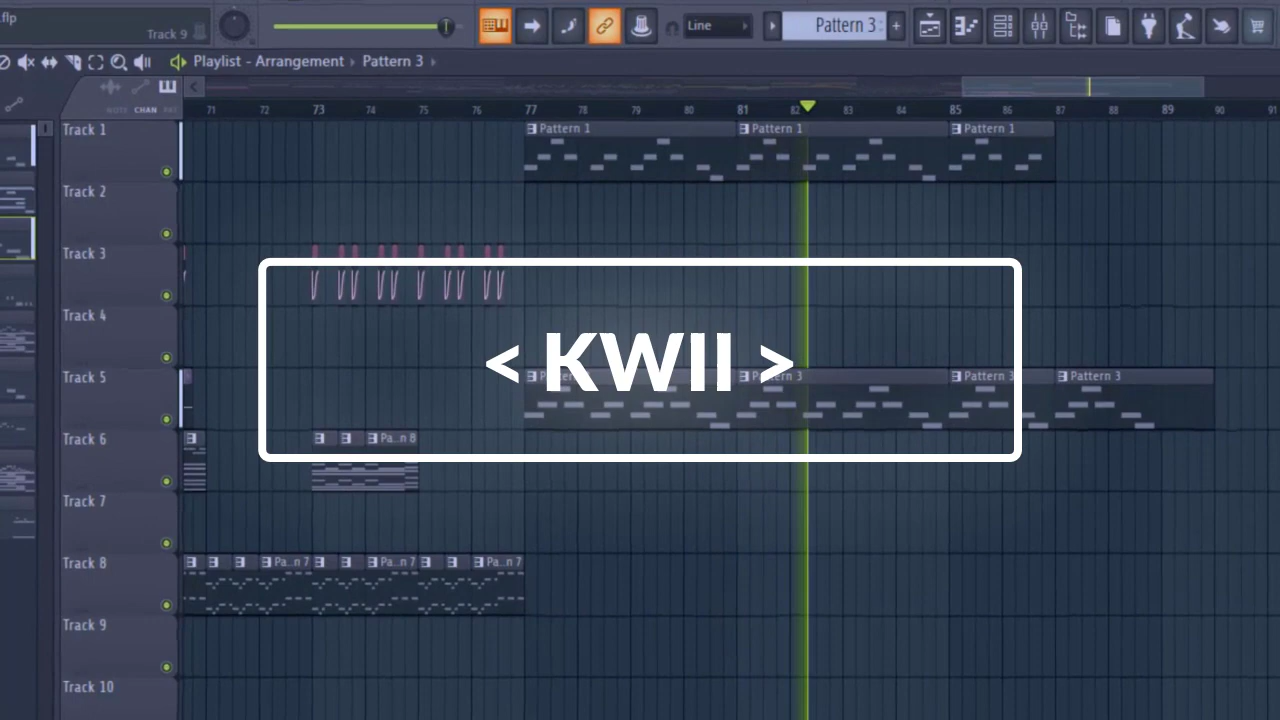 .flp
Track 9
Line
Pattern 3
Playlist - Arrangement › Pattern 3 ›
NOTE CHAN PAT
71 72 73 74 75 76 77 78 79 80 81 82 83 84 85 86 87 88 89 90 91
Track 1
Pattern 1 Pattern 1 Pattern 1
Track 2
Track 3
Track 4
< KWII >
Track 5
Pattern 3 Pattern 3 Pattern 3
Track 6
Pa..n 8
Track 7
Track 8
Pa..n 7 Pa..n 7 Pa..n 7
Track 9
Track 10